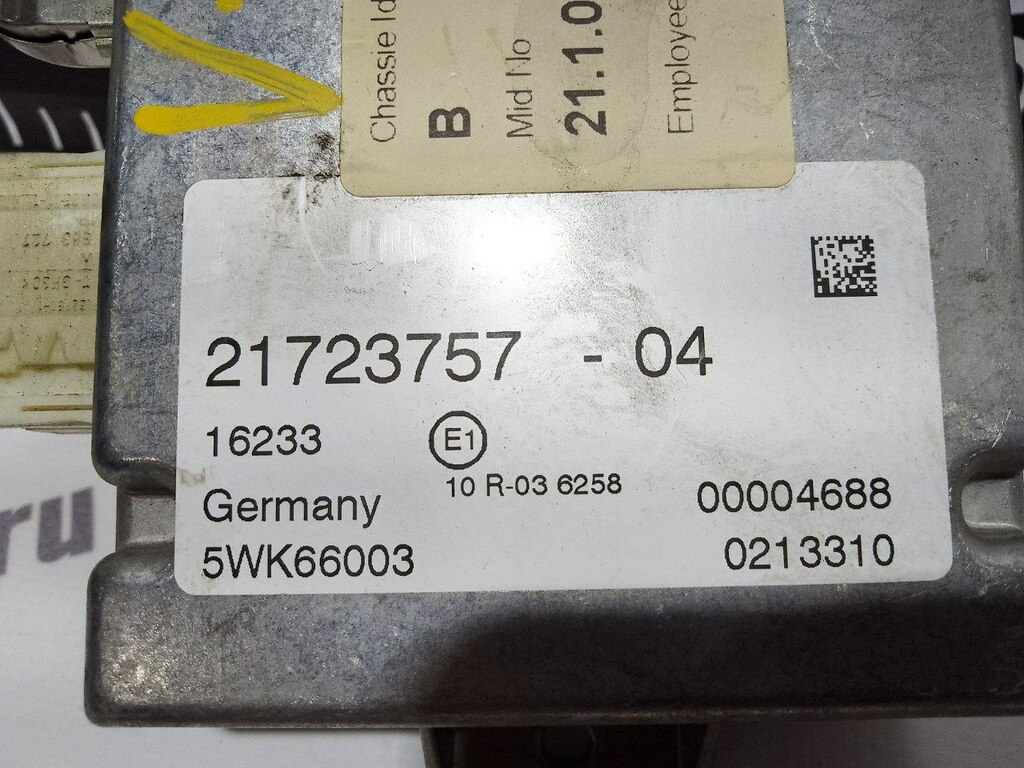 Chassie Id
B
Mid No
21.1.0
Employee
21723757 - 04
16233
E1
10 R-03 6258
Germany
5WK66003
00004688
0213310
ru